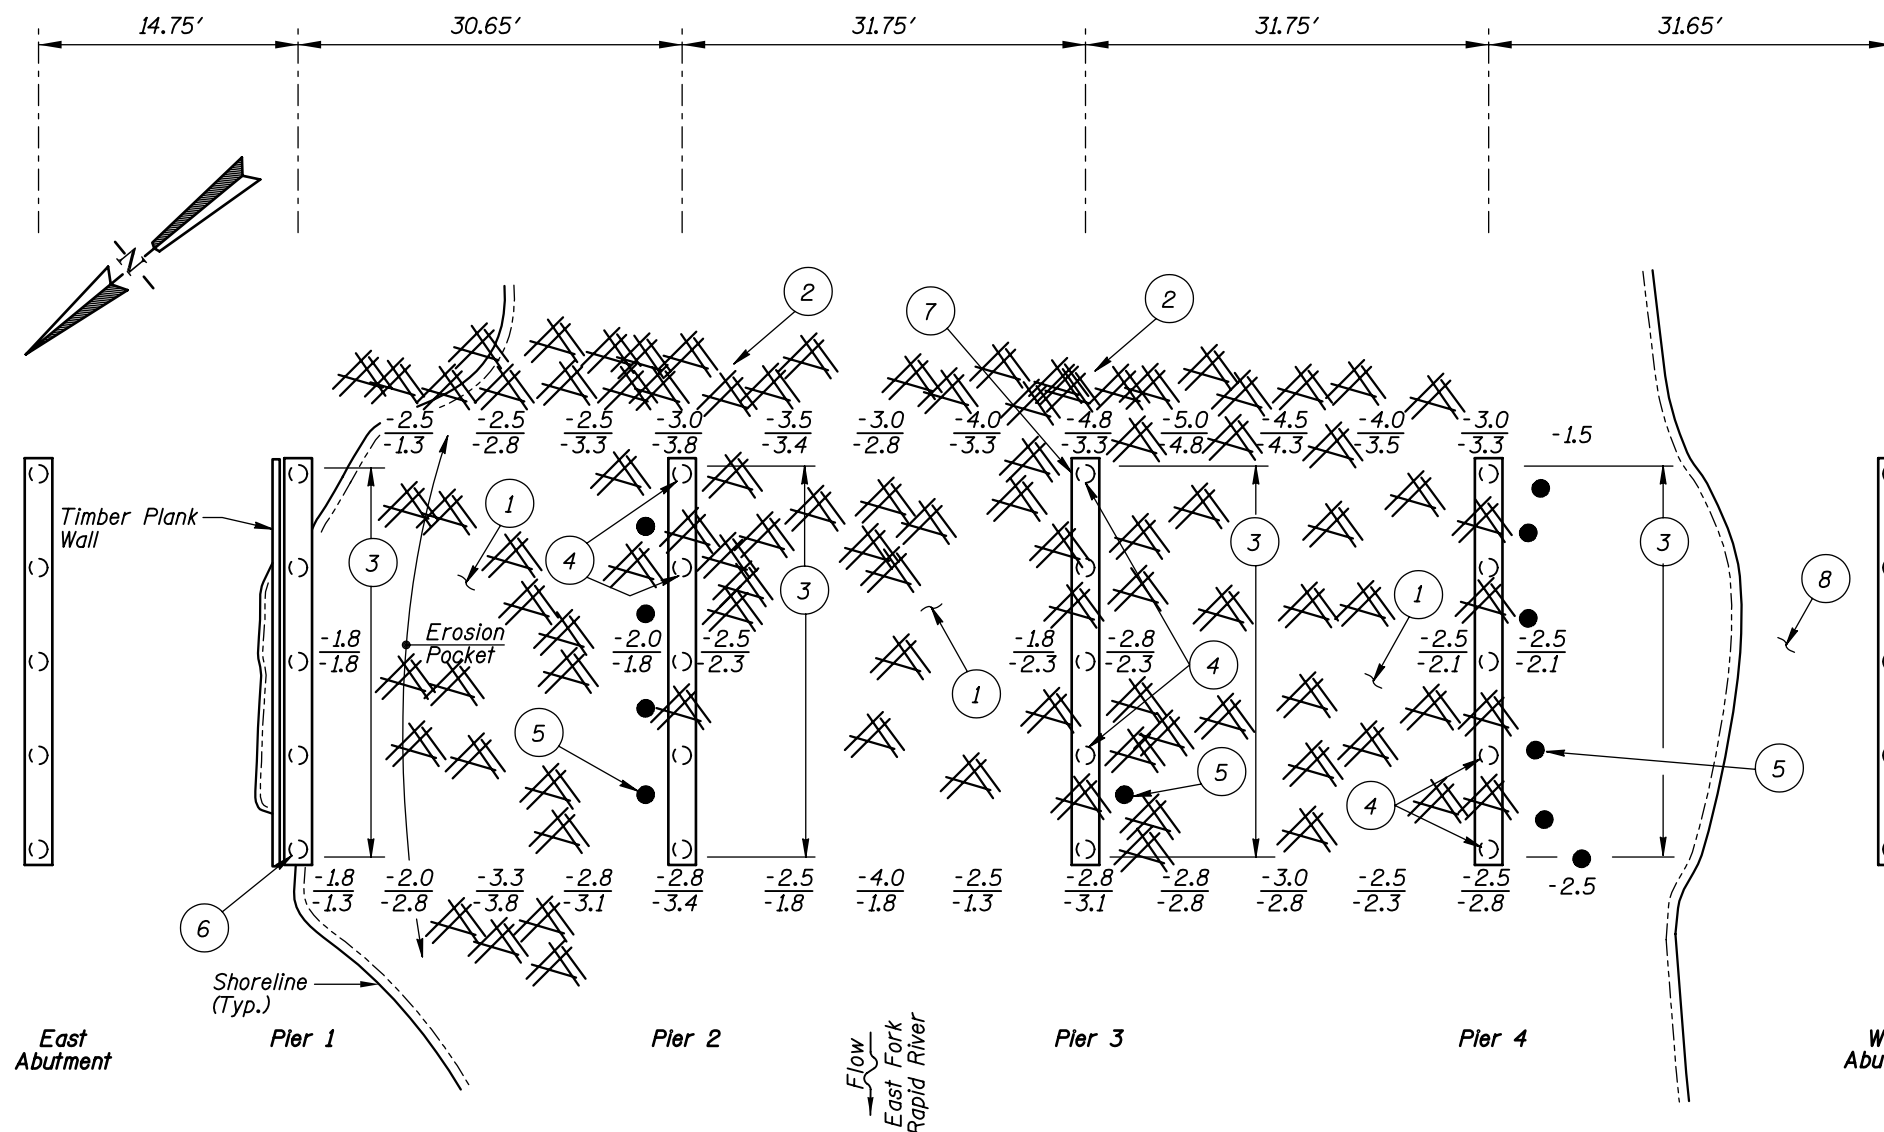 14.75'
30.65'
31.75'
31.75'
31.65'
N
2
2
7
-2.5 -2.5 -2.5 -3.0 -3.5 -3.0 -4.0 -4.8 -5.0 -4.5 -4.0 -3.0
-1.3 -2.8 -3.3 -3.8 -3.4 -2.8 -3.3 -3.3 -4.8 -4.3 -3.5 -3.3
-1.5
Timber Plank
Wall
1
3
4
3
3
3
8
1
Erosion
Pocket
-1.8 -2.0 -2.5 -1.8 -2.8 -2.5 -2.5
-1.8 -1.8 -2.3 -2.3 -2.3 -2.1 -2.1
4
1
5
5
5
4
-1.8 -2.0 -3.3 -2.8 -2.8 -2.5 -4.0 -2.5 -2.8 -2.8 -3.0 -2.5 -2.5
-1.3 -2.8 -3.8 -3.1 -3.4 -1.8 -1.8 -1.3 -3.1 -2.8 -2.8 -2.3 -2.8
-2.5
6
Shoreline
(Typ.)
East
Abutment
Pier 1
Pier 2
Flow
East Fork
Rapid River
Pier 3
Pier 4
W
Abu